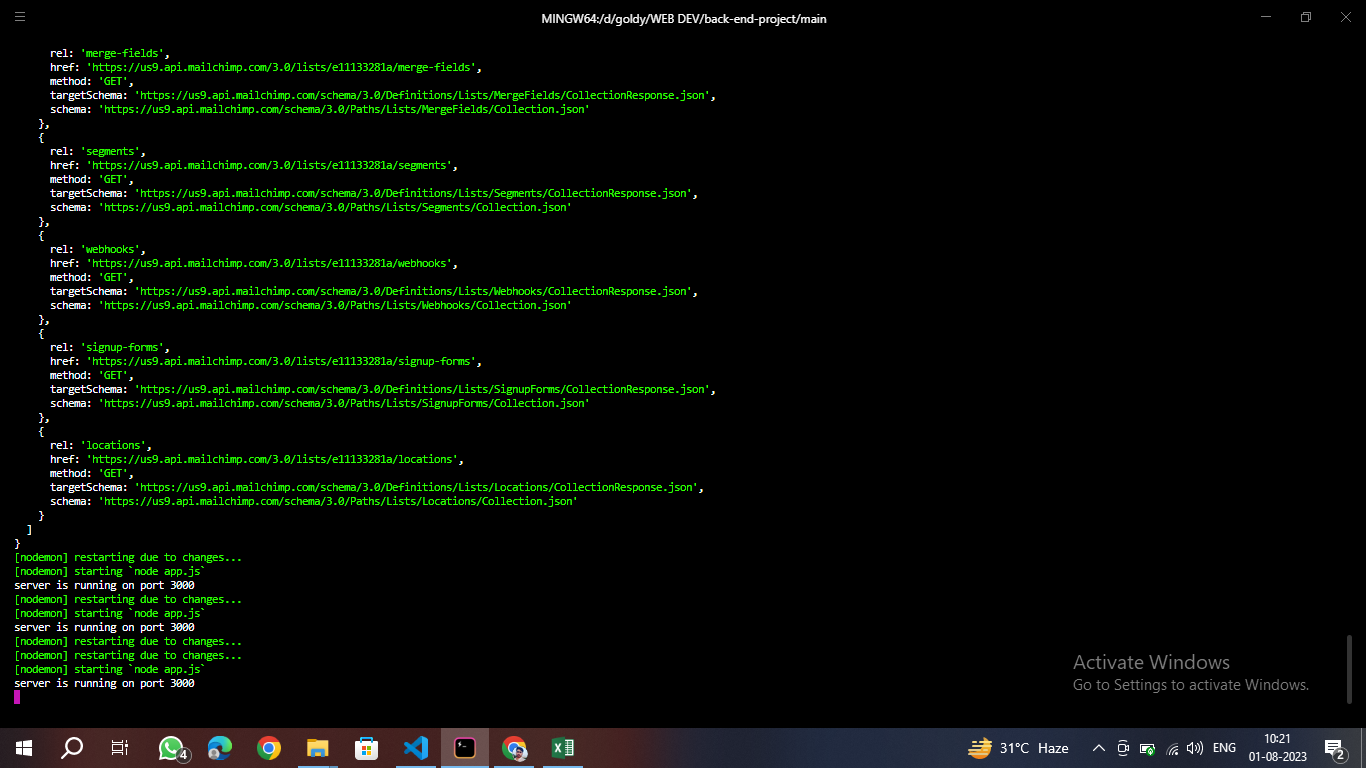 MINGW64:/d/goldy/WEB DEV/back-end-project/main
rel: 'merge-fields',
href: 'https://us9.api.mailchimp.com/3.0/lists/e11133281a/merge-fields',
method: 'GET',
targetSchema: 'https://us9.api.mailchimp.com/schema/3.0/Definitions/Lists/MergeFields/CollectionResponse.json',
schema: 'https://us9.api.mailchimp.com/schema/3.0/Paths/Lists/MergeFields/Collection.json'
},
{
rel: 'segments',
href: 'https://us9.api.mailchimp.com/3.0/lists/e11133281a/segments',
method: 'GET',
targetSchema: 'https://us9.api.mailchimp.com/schema/3.0/Definitions/Lists/Segments/CollectionResponse.json',
schema: 'https://us9.api.mailchimp.com/schema/3.0/Paths/Lists/Segments/Collection.json'
},
{
rel: 'webhooks',
href: 'https://us9.api.mailchimp.com/3.0/lists/e11133281a/webhooks',
method: 'GET',
targetSchema: 'https://us9.api.mailchimp.com/schema/3.0/Definitions/Lists/Webhooks/CollectionResponse.json',
schema: 'https://us9.api.mailchimp.com/schema/3.0/Paths/Lists/Webhooks/Collection.json'
},
{
rel: 'signup-forms',
href: 'https://us9.api.mailchimp.com/3.0/lists/e11133281a/signup-forms',
method: 'GET',
targetSchema: 'https://us9.api.mailchimp.com/schema/3.0/Definitions/Lists/SignupForms/CollectionResponse.json',
schema: 'https://us9.api.mailchimp.com/schema/3.0/Paths/Lists/SignupForms/Collection.json'
},
{
rel: 'locations',
href: 'https://us9.api.mailchimp.com/3.0/lists/e11133281a/locations',
method: 'GET',
targetSchema: 'https://us9.api.mailchimp.com/schema/3.0/Definitions/Lists/Locations/CollectionResponse.json',
schema: 'https://us9.api.mailchimp.com/schema/3.0/Paths/Lists/Locations/Collection.json'
}
]
}
[nodemon] restarting due to changes...
[nodemon] starting `node app.js`
server is running on port 3000
[nodemon] restarting due to changes...
[nodemon] starting `node app.js`
server is running on port 3000
[nodemon] restarting due to changes...
[nodemon] restarting due to changes...
[nodemon] starting `node app.js`
server is running on port 3000
Activate Windows
Go to Settings to activate Windows.
4
31°C Haze
ENG
10:21
01-08-2023
2